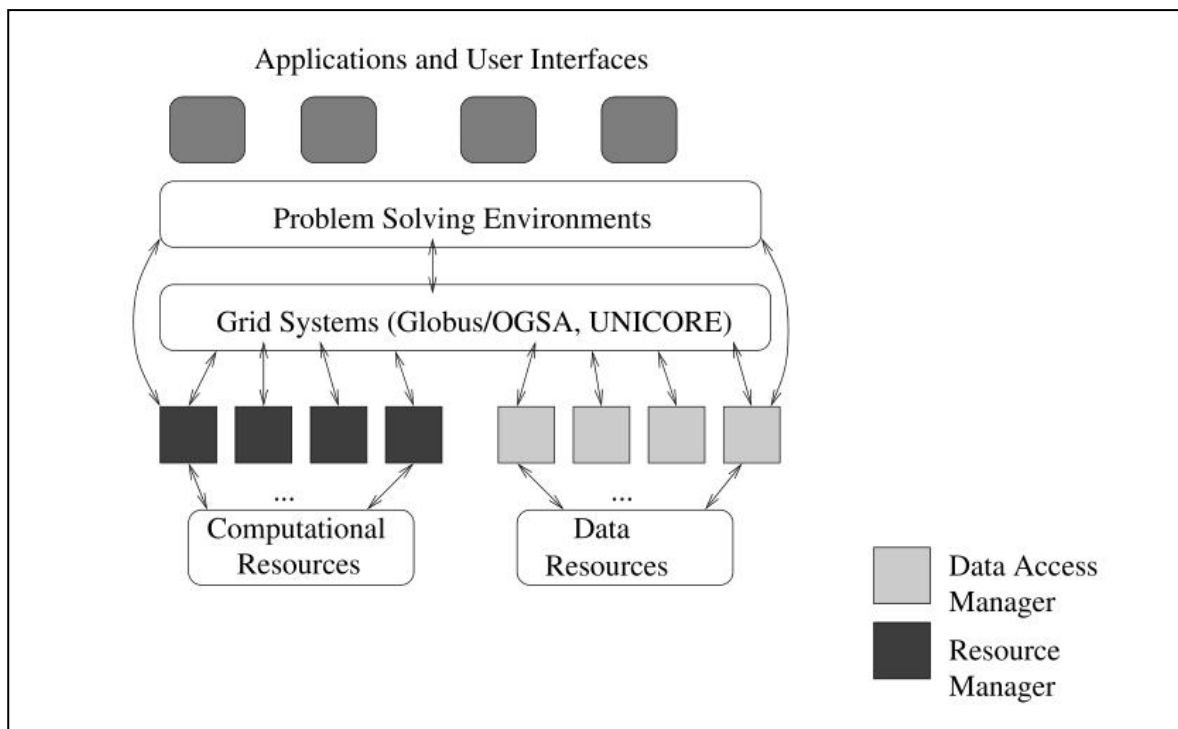 Applications and User Interfaces
Problem Solving Environments
Grid Systems (Globus/OGSA, UNICORE)
... ...
Computational
Resources
Data
Resources
Data Access
Manager
Resource
Manager